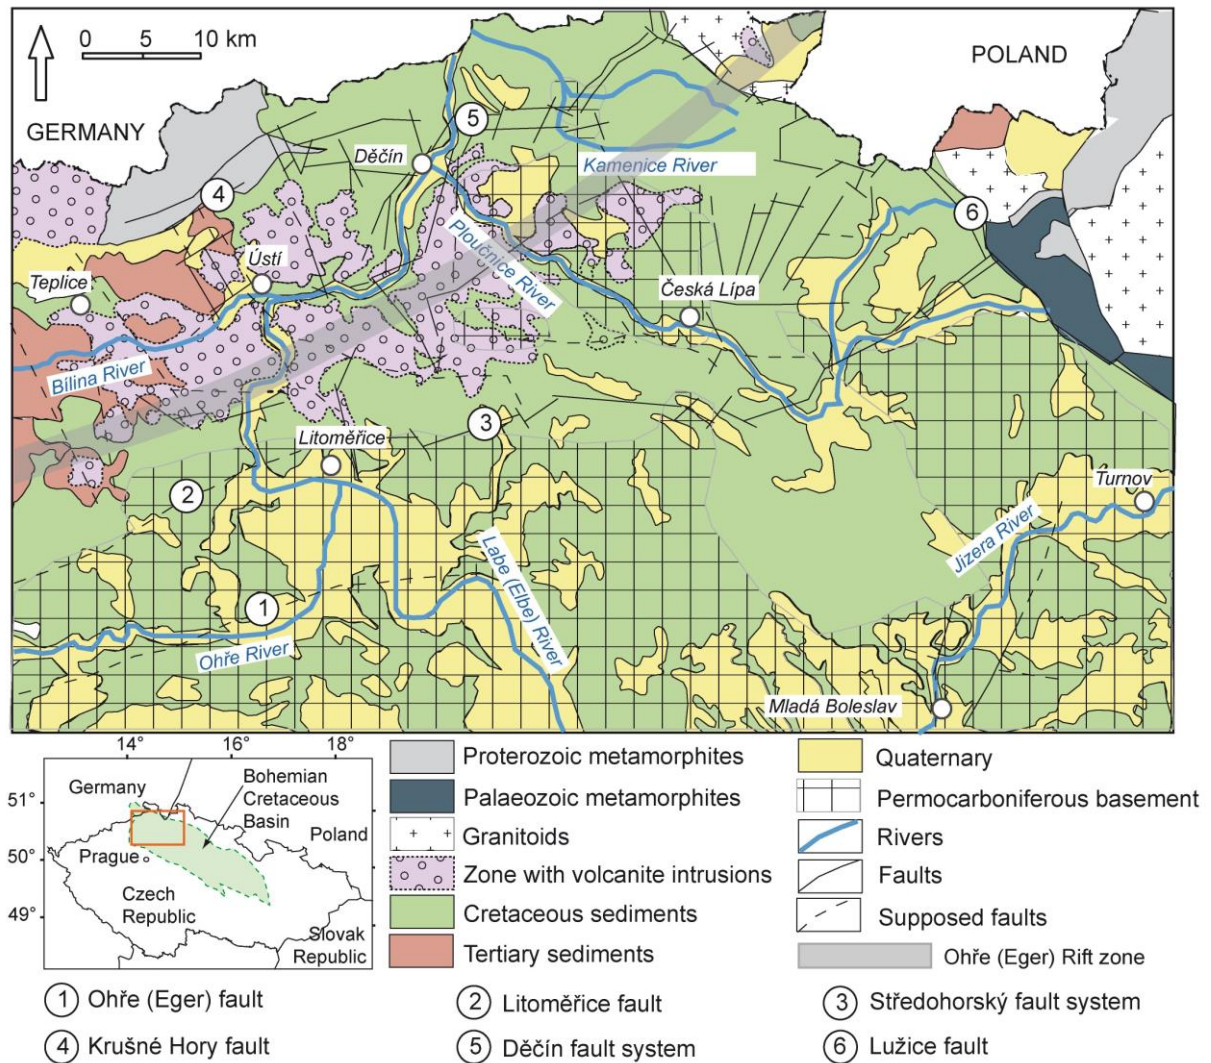 0 5 10 km
POLAND
GERMANY
5
Děčín
Kamenice River
4
6
Ploučnice River
Ústí
Teplice
Česká Lípa
Bílina River
3
Litoměřice
Turnov
2
Jizera River
Labe (Elbe) River
1
Ohře River
Mladá Boleslav
14° 16° 18°
Germany
Bohemian
Cretaceous
Basin
51°
Poland
Prague
50°
Czech
Republic
49°
Slovak
Republic
Proterozoic metamorphites
Palaeozoic metamorphites
Granitoids
Zone with volcanite intrusions
Cretaceous sediments
Tertiary sediments
Quaternary
Permocarboniferous basement
Rivers
Faults
Supposed faults
Ohře (Eger) Rift zone
1 Ohře (Eger) fault
2 Litoměřice fault
3 Středohorský fault system
4 Krušné Hory fault
5 Děčín fault system
6 Lužice fault